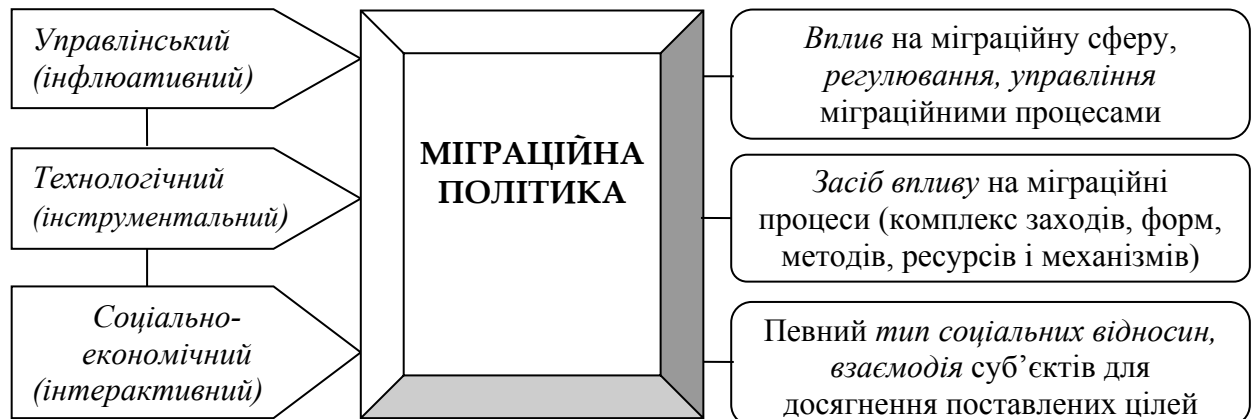 Управлінський
(інфлюативний)
Технологічний
(інструментальний)
Соціально-
економічний
(інтерактивний)
МІГРАЦІЙНА
ПОЛІТИКА
Вплив на міграційну сферу,
регулювання, управління
міграційними процесами
Засіб впливу на міграційні
процеси (комплекс заходів, форм,
методів, ресурсів і механізмів)
Певний тип соціальних відносин,
взаємодія суб’єктів для
досягнення поставлених цілей